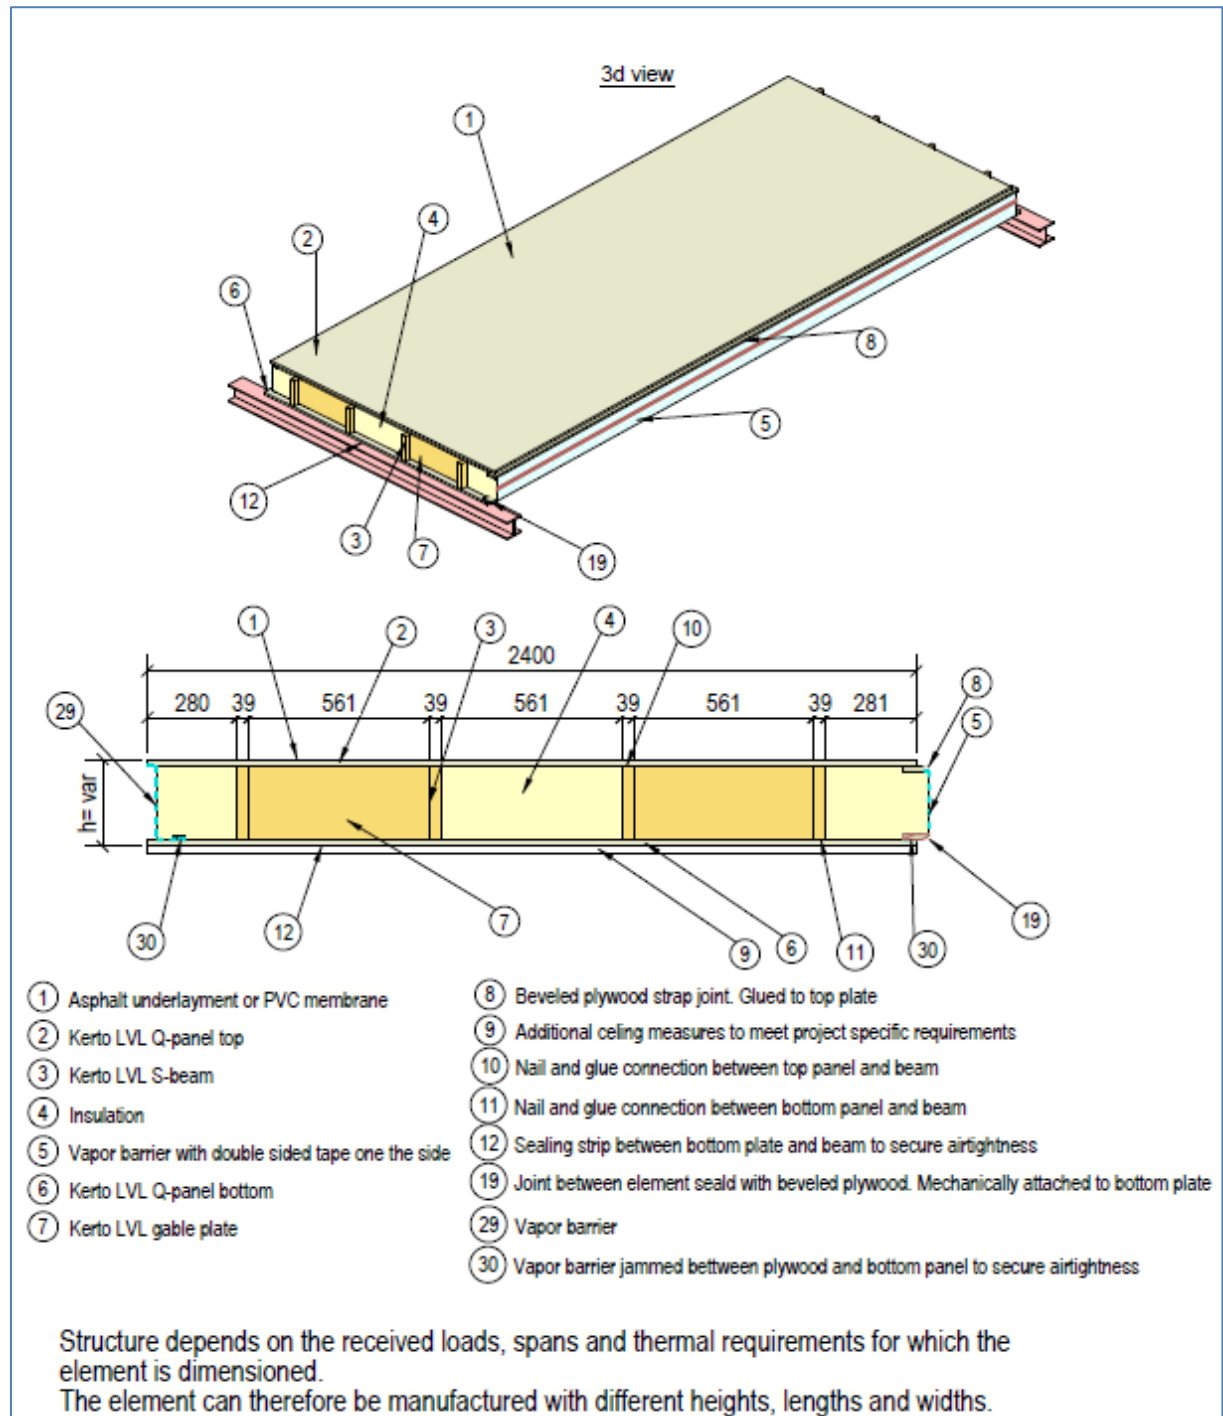 3d view
1
4
2
6
8
5
12
3
7
19
1
2
3
4
10
2400
8
29
280 39 561 39 561 39 561 39 281
5
h= var
30
12
7
9
6
11
30
19
1 Asphalt underlayment or PVC membrane
2 Kerto LVL Q-panel top
3 Kerto LVL S-beam
4 Insulation
5 Vapor barrier with double sided tape one the side
6 Kerto LVL Q-panel bottom
7 Kerto LVL gable plate
8 Beveled plywood strap joint. Glued to top plate
9 Additional celing measures to meet project specific requirements
10 Nail and glue connection between top panel and beam
11 Nail and glue connection between bottom panel and beam
12 Sealing strip between bottom plate and beam to secure airtightness
19 Joint between element seald with beveled plywood. Mechanically attached to bottom plate
29 Vapor barrier
30 Vapor barrier jammed bettween plywood and bottom panel to secure airtightness
Structure depends on the received loads, spans and thermal requirements for which the
element is dimensioned.
The element can therefore be manufactured with different heights, lengths and widths.